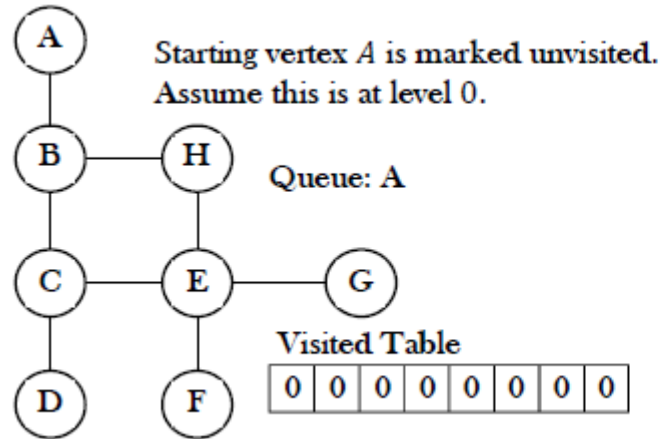 A
Starting vertex A is marked unvisited.
Assume this is at level 0.
B H
Queue: A
C E G
Visited Table
0 0 0 0 0 0 0 0
D F